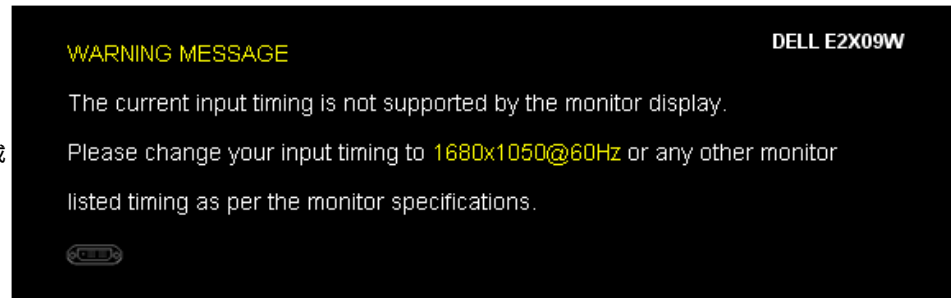 DELL E2X09W
WARNING MESSAGE
The current input timing is not supported by the monitor display.
Please change your input timing to 1680x1050@60Hz or any other monitor
listed timing as per the monitor specifications.